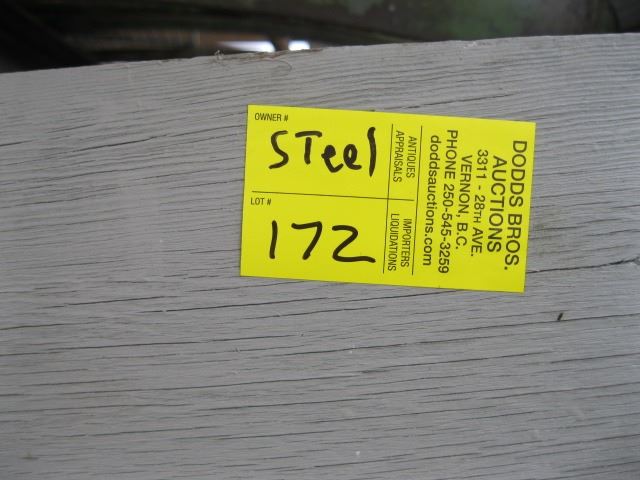 OWNER #
STeel
LOT #
172
ANTIQUES
APPRAISALS
IMPORTERS
LIQUIDATIONS
DODDS BROS.
AUCTIONS
3311 - 28TH AVE.
VERNON, B.C.
PHONE 250-545-3259
doddsauctions.com